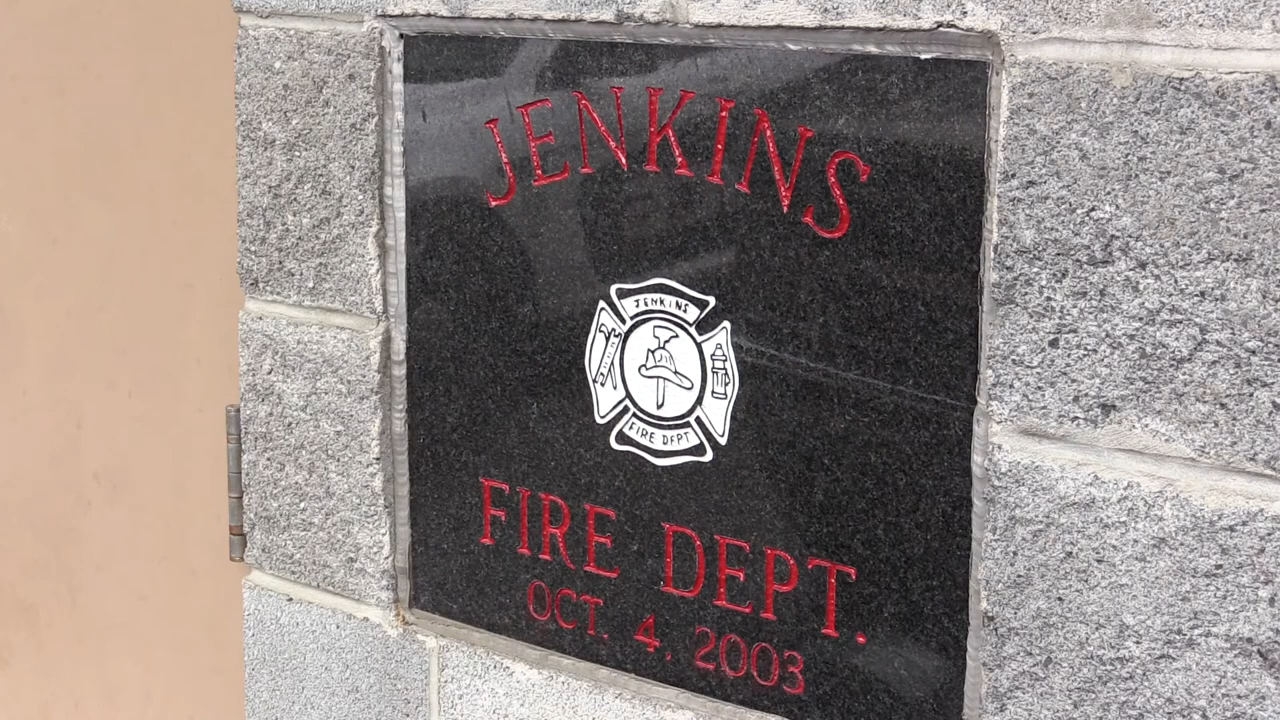 JENKINS
JENKINS
FIRE DEPT
FIRE DEPT.
OCT. 4, 2003